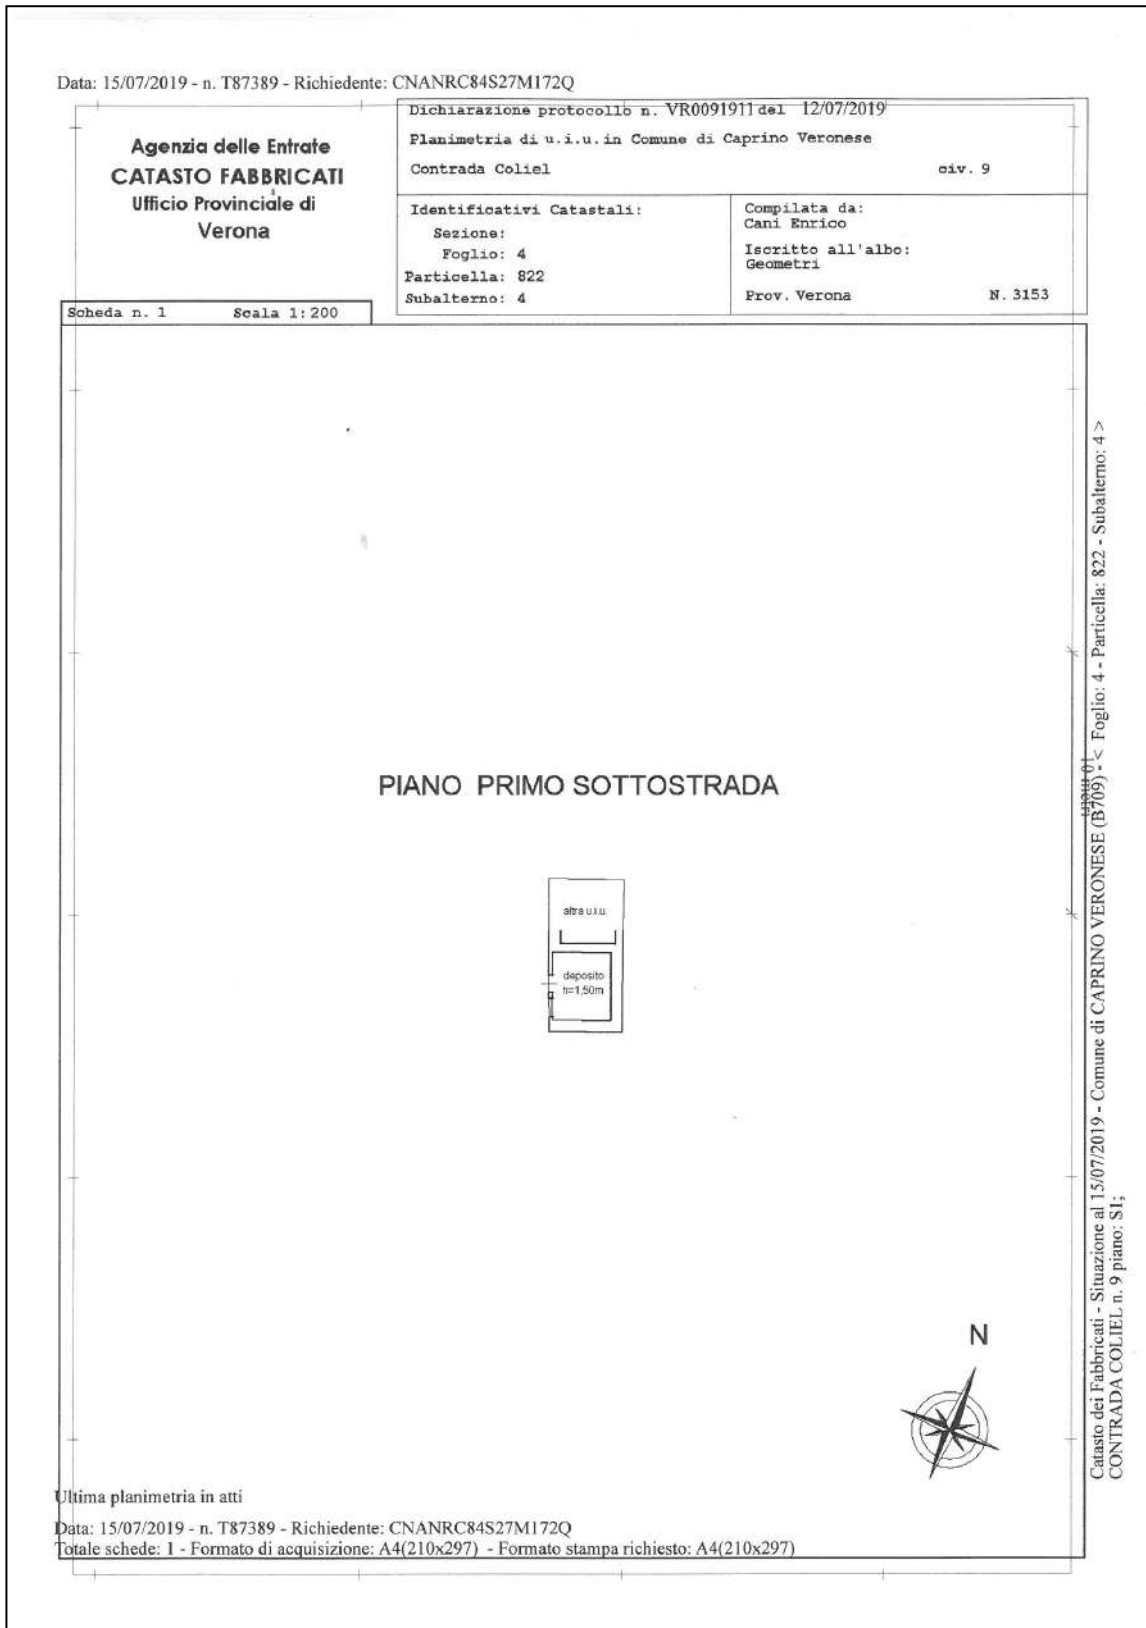 Data: 15/07/2019 - n. T87389 - Richiedente: CNANRC84S27M172Q
Agenzia delle Entrate
CATASTO FABBRICATI
Ufficio Provinciale di
Verona
Dichiarazione protocollo n. VR0091911 del 12/07/2019
Planimetria di u.i.u. in Comune di Caprino Veronese
Contrada Coliel civ. 9
Identificativi Catastali:
Sezione:
Foglio: 4
Particella: 822
Subalterno: 4
Compilata da:
Cani Enrico
Iscritto all'albo:
Geometri
Prov. Verona N. 3153
Scheda n. 1 Scala 1:200
PIANO PRIMO SOTTOSTRADA
altra u.i.u.
deposito
h=1,50m
N
10 metri
Catasto dei Fabbricati - Situazione al 15/07/2019 - Comune di CAPRINO VERONESE (B709) - < Foglio: 4 - Particella: 822 - Subalterno: 4 >
CONTRADA COLIEL n. 9 piano: S1;
Ultima planimetria in atti
Data: 15/07/2019 - n. T87389 - Richiedente: CNANRC84S27M172Q
Totale schede: 1 - Formato di acquisizione: A4(210x297) - Formato stampa richiesto: A4(210x297)